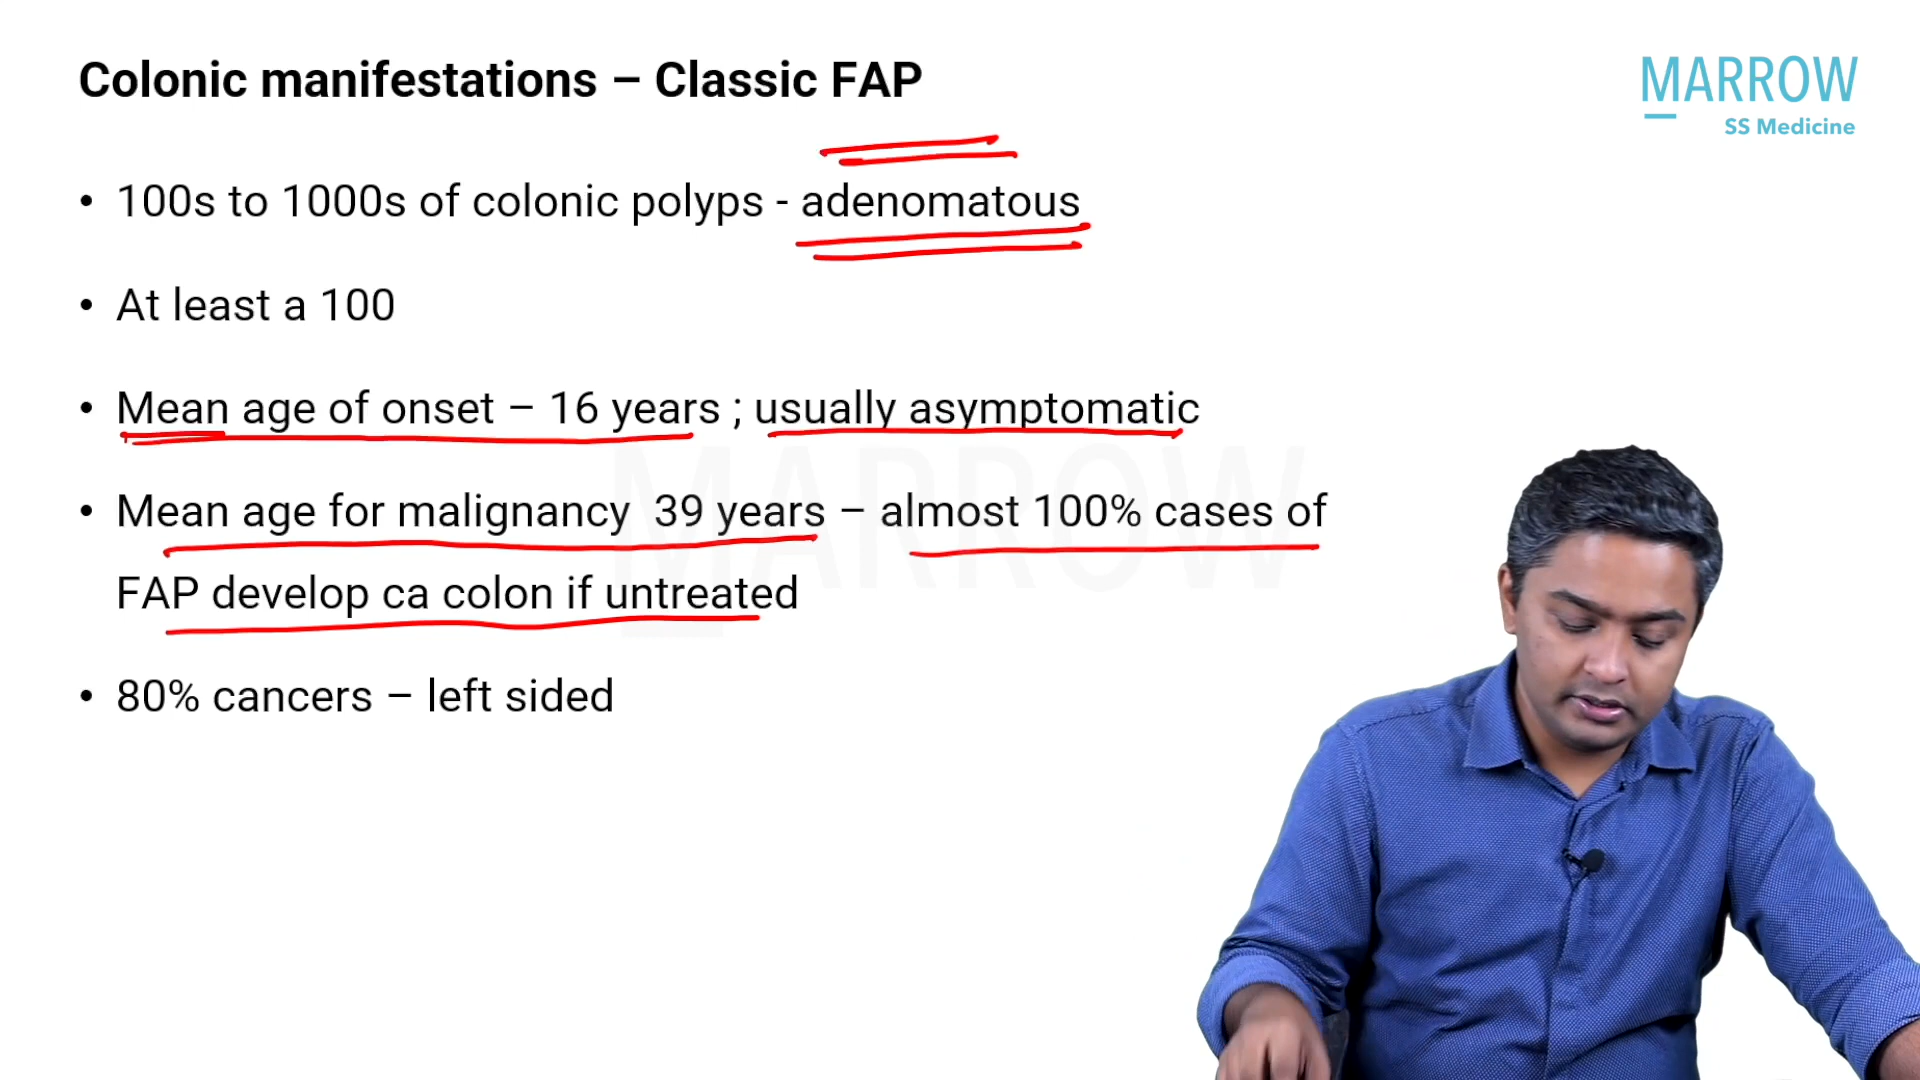 Colonic manifestations – Classic FAP
MARROW
SS Medicine
• 100s to 1000s of colonic polyps - adenomatous
• At least a 100
• Mean age of onset – 16 years ; usually asymptomatic
• Mean age for malignancy 39 years – almost 100% cases of
FAP develop ca colon if untreated
• 80% cancers – left sided
MARROW